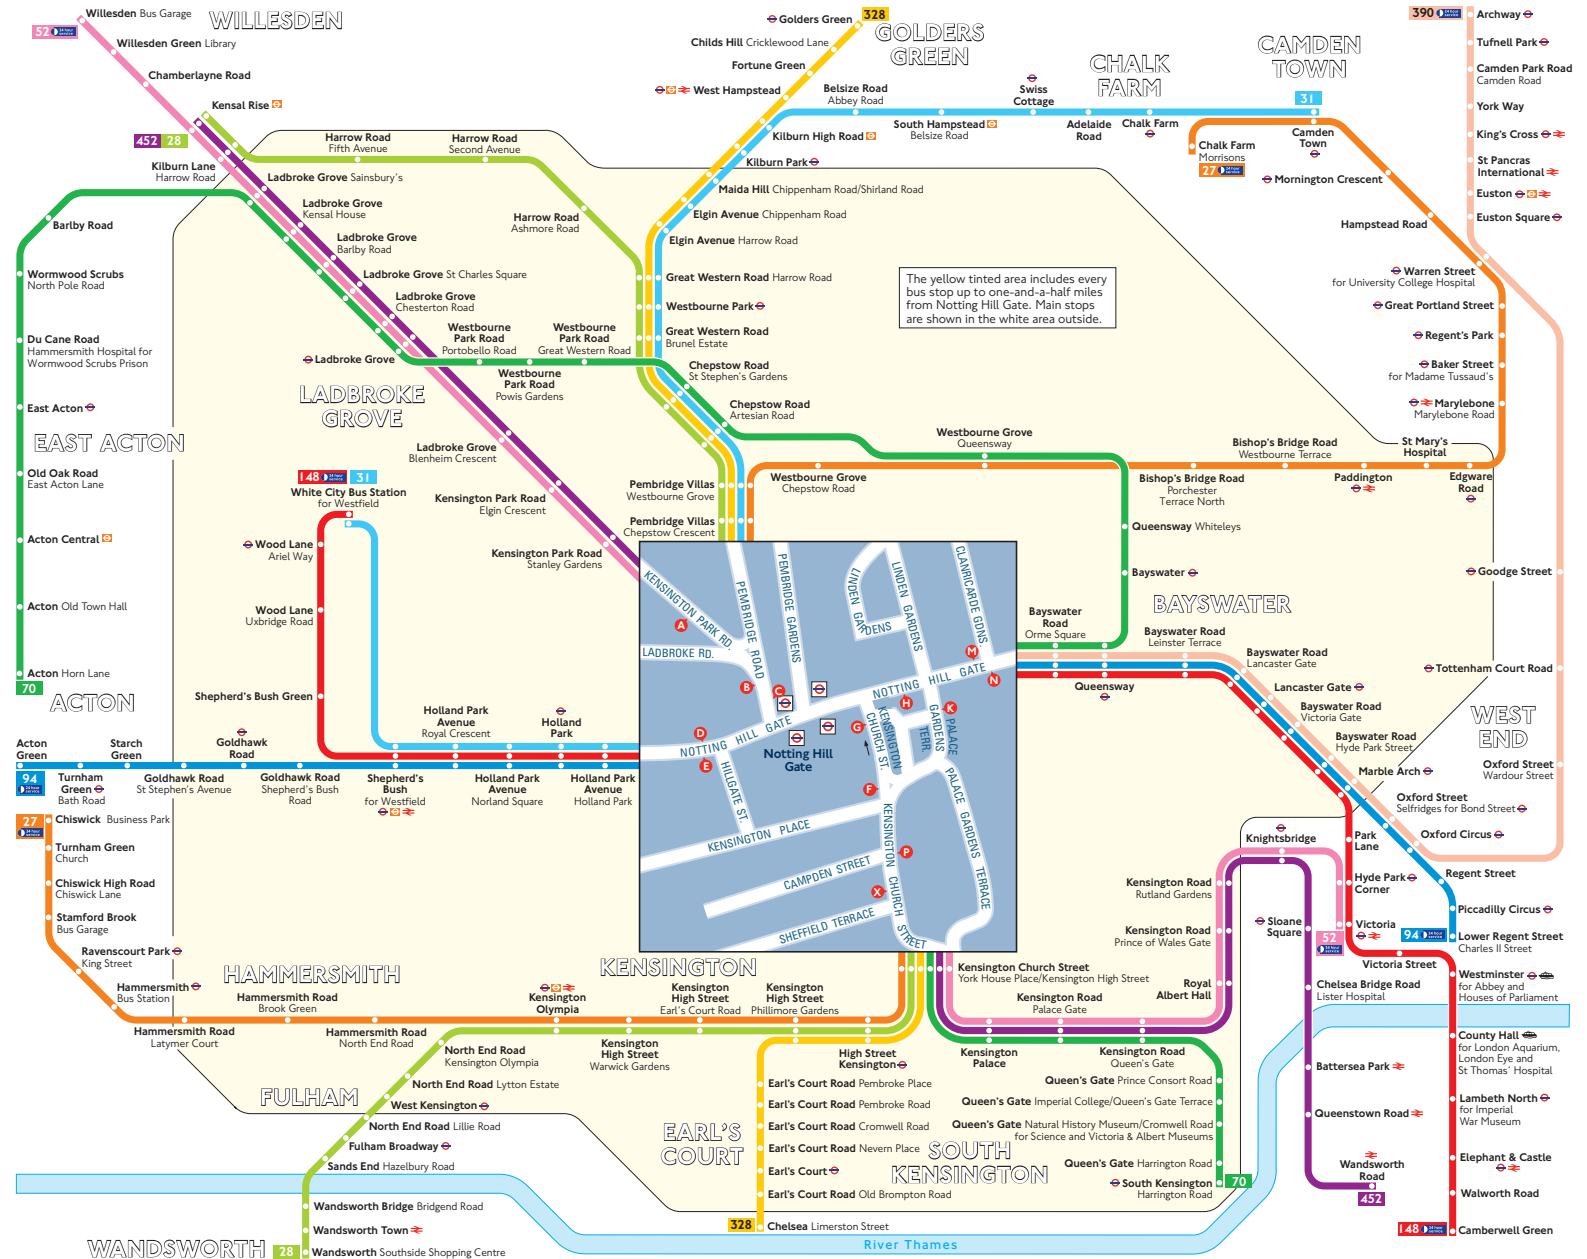 Willesden Bus Garage
WILLESDEN
52 24 hour service
Willesden Green Library
Chamberlayne Road
Kensal Rise
452 28
Kilburn Lane
Harrow Road
Harrow Road
Fifth Avenue
Harrow Road
Second Avenue
Ladbroke Grove Sainsbury's
Ladbroke Grove
Kensal House
Ladbroke Grove
Barlby Road
Ladbroke Grove St Charles Square
Ladbroke Grove
Chesterton Road
Harrow Road
Ashmore Road
Barlby Road
Wormwood Scrubs
North Pole Road
Du Cane Road
Hammersmith Hospital for
Wormwood Scrubs Prison
East Acton
EAST ACTON
Old Oak Road
East Acton Lane
Acton Central
Acton Old Town Hall
Acton Horn Lane
70
ACTON
Golders Green
328
GOLDERS
GREEN
Childs Hill Cricklewood Lane
Fortune Green
West Hampstead
Belsize Road
Abbey Road
Swiss
Cottage
CHALK
FARM
CAMDEN
TOWN
31
Kilburn High Road
South Hampstead
Belsize Road
Adelaide
Road
Chalk Farm
Camden
Town
Chalk Farm
Morrisons
27 24 hour service
Kilburn Park
Maida Hill Chippenham Road/Shirland Road
Elgin Avenue Chippenham Road
Elgin Avenue Harrow Road
Great Western Road Harrow Road
Westbourne Park
Great Western Road
Brunel Estate
Mornington Crescent
Hampstead Road
Warren Street
for University College Hospital
Great Portland Street
Regent's Park
Baker Street
for Madame Tussaud's
Marylebone
Marylebone Road
390 24 hour service
Archway
Tufnell Park
Camden Park Road
Camden Road
York Way
King's Cross
St Pancras
International
Euston
Euston Square
The yellow tinted area includes every
bus stop up to one-and-a-half miles
from Notting Hill Gate. Main stops
are shown in the white area outside.
Ladbroke Grove
Westbourne
Park Road
Portobello Road
Westbourne
Park Road
Great Western Road
Westbourne
Park Road
Powis Gardens
Chepstow Road
St Stephen's Gardens
Chepstow Road
Artesian Road
LADBROKE
GROVE
Ladbroke Grove
Blenheim Crescent
Kensington Park Road
Elgin Crescent
Kensington Park Road
Stanley Gardens
Westbourne Grove
Queensway
Westbourne Grove
Chepstow Road
Pembridge Villas
Westbourne Grove
Pembridge Villas
Chepstow Crescent
Bishop's Bridge Road
Westbourne Terrace
Bishop's Bridge Road
Porchester
Terrace North
St Mary's
Hospital
Paddington
Edgware
Road
Queensway Whiteleys
Bayswater
BAYSWATER
Goodge Street
Tottenham Court Road
WEST
END
Oxford Street
Wardour Street
148 24 hour service
31
White City Bus Station
for Westfield
Wood Lane
Ariel Way
Wood Lane
Uxbridge Road
Shepherd's Bush Green
Bayswater
Road
Orme Square
Queensway
Bayswater Road
Leinster Terrace
Bayswater Road
Lancaster Gate
Lancaster Gate
Bayswater Road
Victoria Gate
Bayswater Road
Hyde Park Street
Marble Arch
Oxford Street
Selfridges for Bond Street
Oxford Circus
Regent Street
Piccadilly Circus
94 24 hour service
Lower Regent Street
Charles II Street
KENSINGTON PARK RD.
LADBROKE RD.
PEMBRIDGE ROAD
PEMBRIDGE GARDENS
LINDEN GARDENS
LINDEN GARDENS
CLANRICARDE GDNS.
NOTTING HILL GATE
NOTTING HILL GATE
Notting Hill
Gate
KENSINGTON CHURCH ST.
KENSINGTON TERR.
PALACE GARDENS
PALACE GARDENS TERRACE
HILLGATE ST.
KENSINGTON PLACE
CAMPDEN STREET
SHEFFIELD TERRACE
KENSINGTON CHURCH STREET
A
B
C
D
E
F
G
H
K
M
N
P
X
Acton
Green
94 24 hour service
Starch
Green
Turnham
Green
Bath Road
Goldhawk
Road
Goldhawk Road
St Stephen's Avenue
Goldhawk Road
Shepherd's Bush
Road
Shepherd's
Bush
for Westfield
Holland Park
Avenue
Royal Crescent
Holland
Park
Holland Park
Avenue
Norland Square
Holland Park
Avenue
Holland Park
27 24 hour service
Chiswick Business Park
Turnham Green
Church
Chiswick High Road
Chiswick Lane
Stamford Brook
Bus Garage
Ravenscourt Park
King Street
Hammersmith
Bus Station
HAMMERSMITH
Hammersmith Road
Brook Green
Hammersmith Road
Latymer Court
Hammersmith Road
North End Road
KENSINGTON
Kensington
Olympia
Kensington
High Street
Earl's Court Road
Kensington
High Street
Phillimore Gardens
Kensington
High Street
Warwick Gardens
High Street
Kensington
North End Road
Kensington Olympia
North End Road Lytton Estate
West Kensington
North End Road Lillie Road
Fulham Broadway
Sands End Hazelbury Road
FULHAM
Wandsworth Bridge Bridgend Road
Wandsworth Town
WANDSWORTH
28
Wandsworth Southside Shopping Centre
Earl's Court Road Pembroke Place
Earl's Court Road Pembroke Road
Earl's Court Road Cromwell Road
Earl's Court Road Nevern Place
Earl's Court
Earl's Court Road Old Brompton Road
EARL'S
COURT
328
Chelsea Limerston Street
River Thames
Kensington Church Street
York House Place/Kensington High Street
Kensington Road
Palace Gate
Kensington
Palace
Kensington Road
Queen's Gate
Queen's Gate Prince Consort Road
Queen's Gate Imperial College/Queen's Gate Terrace
Queen's Gate Natural History Museum/Cromwell Road
for Science and Victoria & Albert Museums
SOUTH
KENSINGTON
Queen's Gate Harrington Road
South Kensington
Harrington Road
70
Royal
Albert Hall
Kensington Road
Prince of Wales Gate
Kensington Road
Rutland Gardens
Knightsbridge
Park
Lane
Hyde Park
Corner
Victoria
52 24 hour service
Sloane
Square
Victoria Street
Chelsea Bridge Road
Lister Hospital
Battersea Park
Queenstown Road
Wandsworth
Road
452
Westminster
for Abbey and
Houses of Parliament
County Hall
for London Aquarium,
London Eye and
St Thomas' Hospital
Lambeth North
for Imperial
War Museum
Elephant & Castle
Walworth Road
148 24 hour service
Camberwell Green